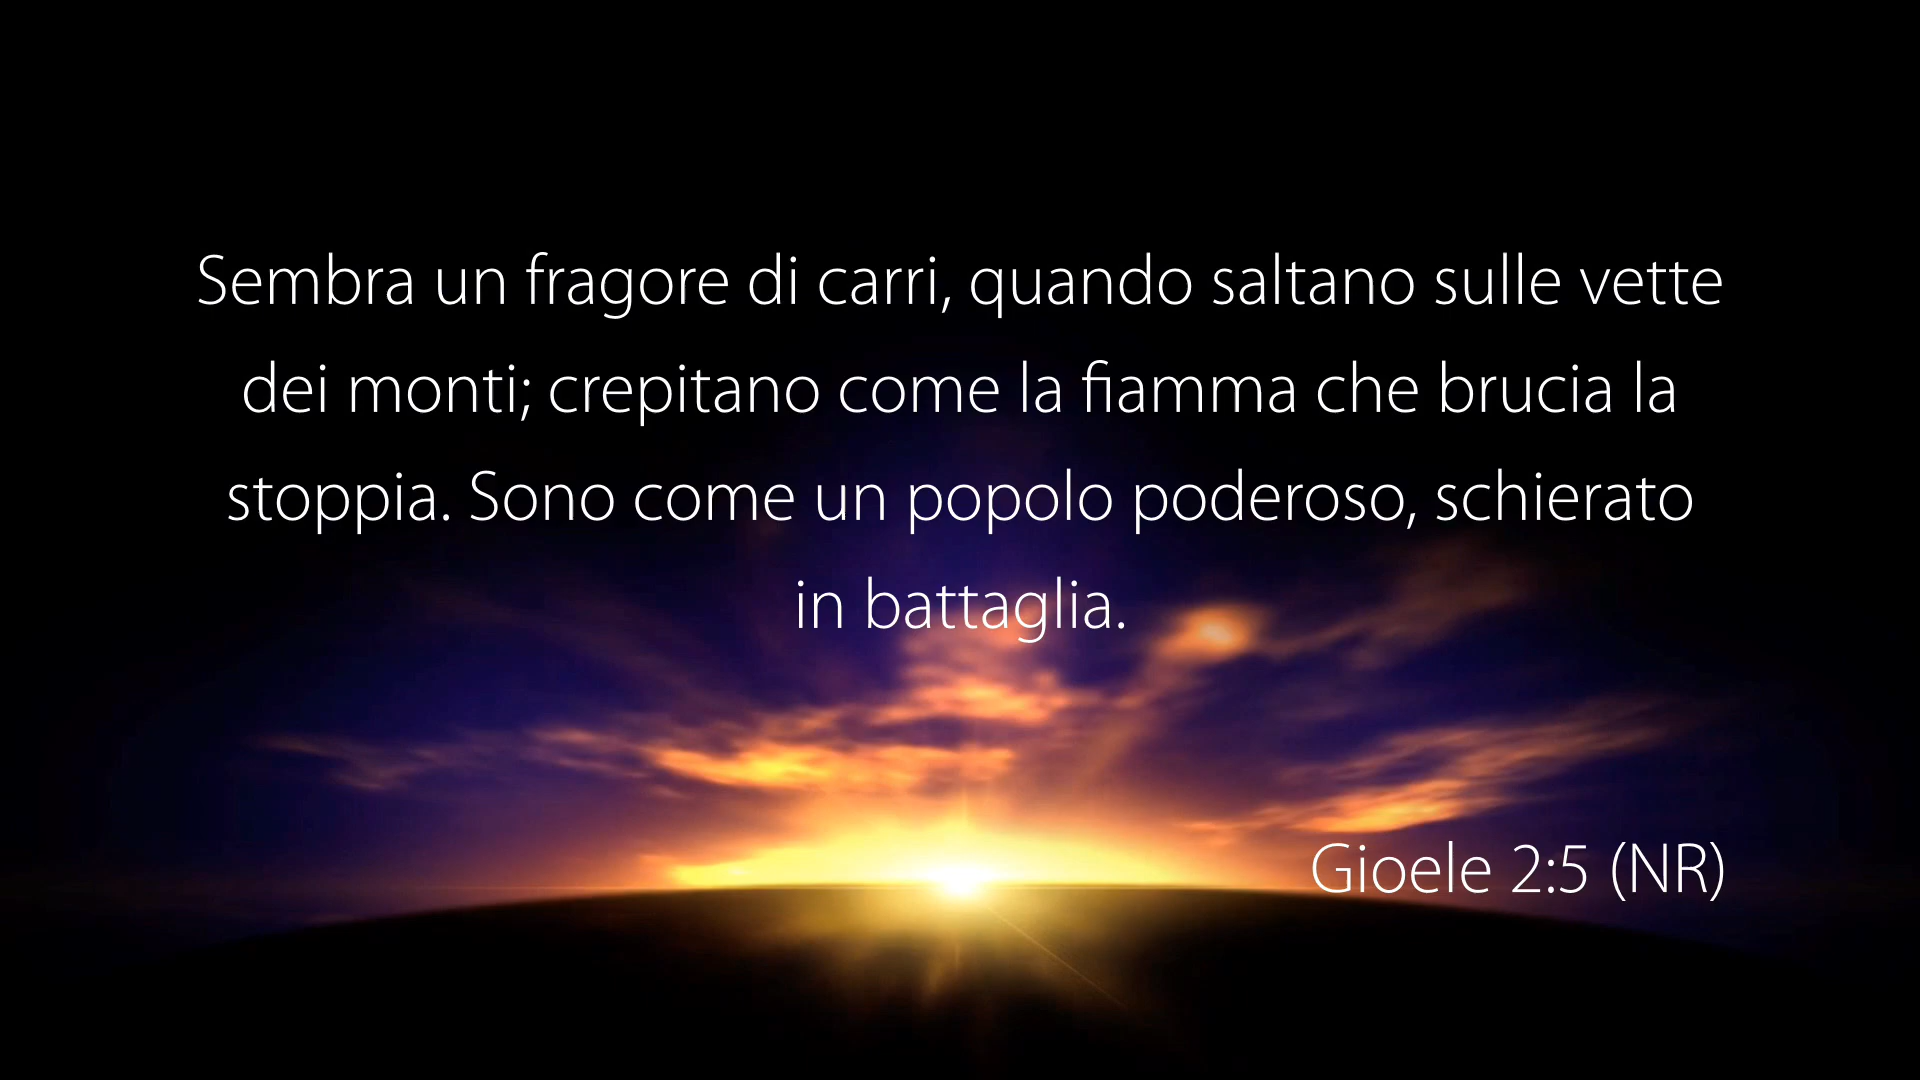 Sembra un fragore di carri, quando saltano sulle vette
dei monti; crepitano come la fiamma che brucia la
stoppia. Sono come un popolo poderoso, schierato
in battaglia.
Gioele 2:5 (NR)